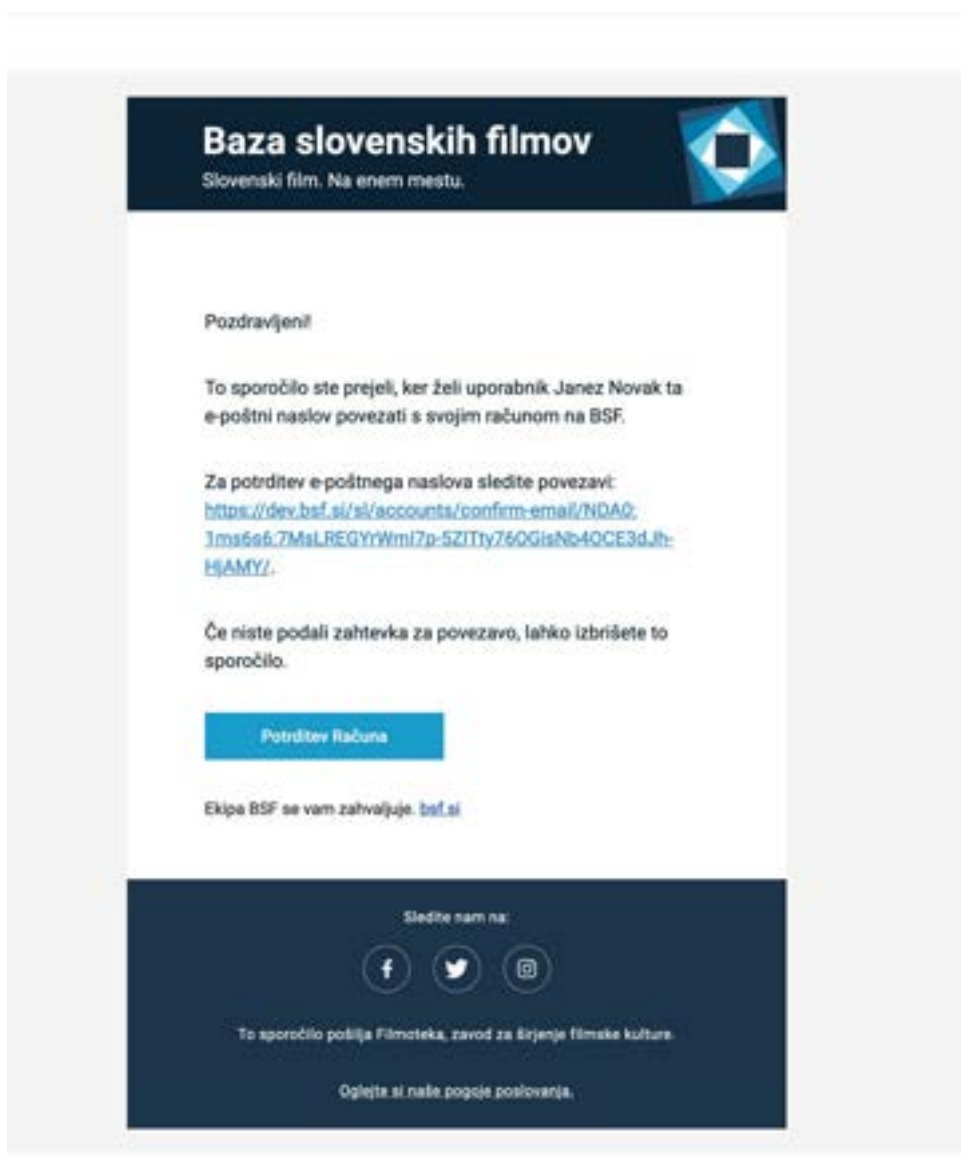 Baza slovenskih filmov
Slovenski film. Na enem mestu.
Pozdravljeni!
To sporočilo ste prejeli, ker želi uporabnik Janez Novak ta
e-poštni naslov povezati s svojim računom na BSF.
Za potrditev e-poštnega naslova sledite povezavi:
https://dev.bsf.si/sl/accounts/confirm-email/NDA0:
1ms6s6:7MsLREGYrWmI7p-5ZITty76OGisNb4OCE3dJh-
HjAMY/.
Če niste podali zahtevka za povezavo, lahko izbrišete to
sporočilo.
Potrditev Računa
Ekipa BSF se vam zahvaljuje. bsf.si
Sledite nam na:
To sporočilo pošilja Filmoteka, zavod za širjenje filmske kulture.
Oglejte si naše pogoje poslovanja.